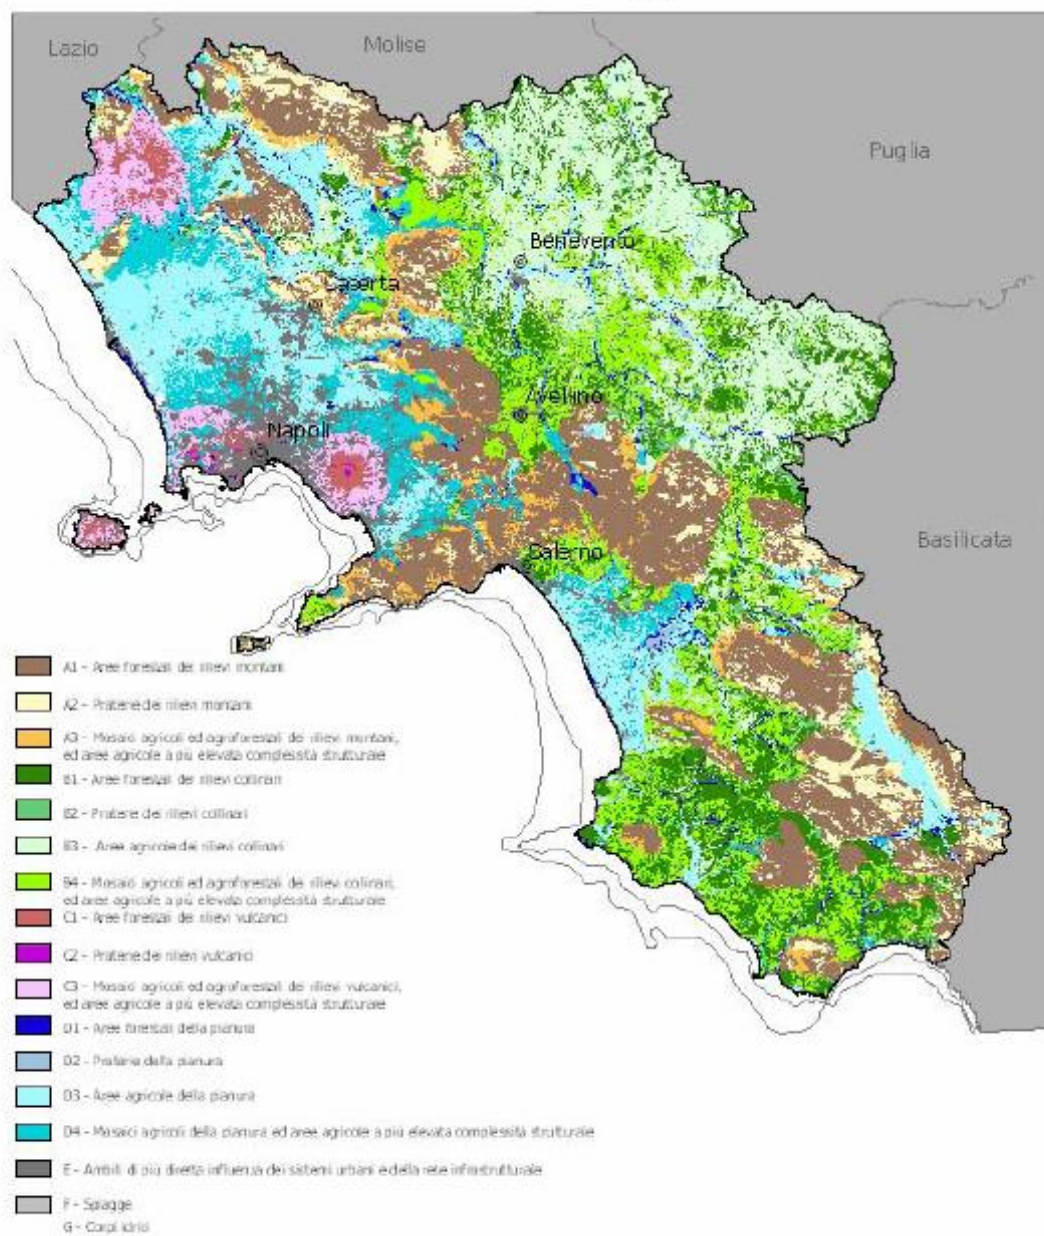 Lazio
Molise
Puglia
Benevento
Caserta
Avellino
Napoli
Salerno
Basilicata
A1 - Aree forestali dei rilievi montani
A2 - Praterie dei rilievi montani
A3 - Mosaici agricoli ed agroforestali dei rilievi montani,
ed aree agricole a più elevata complessità strutturale
B1 - Aree forestali dei rilievi collinari
B2 - Praterie dei rilievi collinari
B3 - Aree agricole dei rilievi collinari
B4 - Mosaici agricoli ed agroforestali dei rilievi collinari,
ed aree agricole a più elevata complessità strutturale
C1 - Aree forestali dei rilievi vulcanici
C2 - Praterie dei rilievi vulcanici
C3 - Mosaici agricoli ed agroforestali dei rilievi vulcanici,
ed aree agricole a più elevata complessità strutturale
D1 - Aree forestali della pianura
D2 - Praterie della pianura
D3 - Aree agricole della pianura
D4 - Mosaici agricoli della pianura ed aree agricole a più elevata complessità strutturale
E - Ambiti di più diretta influenza dei sistemi urbani e della rete infrastrutturale
F - Spiagge
G - Corpi idrici